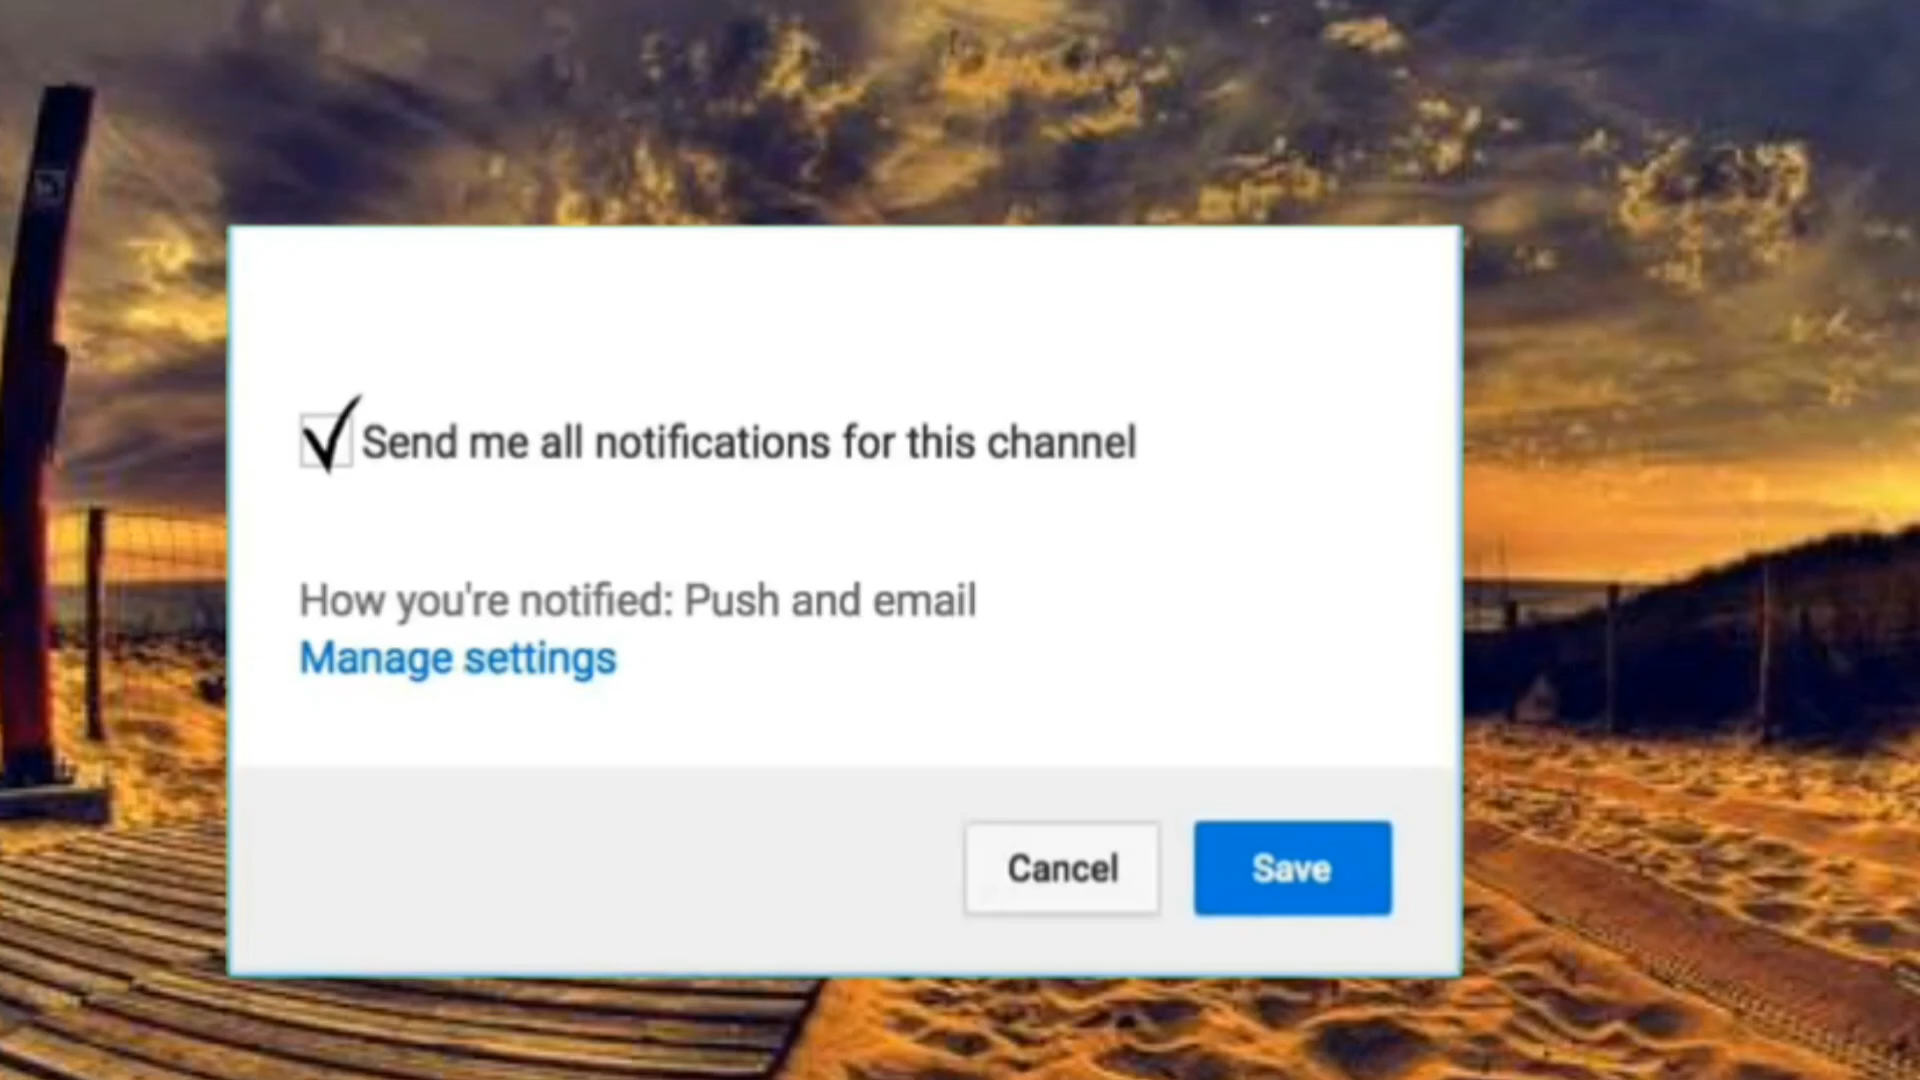 Send me all notifications for this channel
How you're notified: Push and email
Manage settings
Cancel
Save